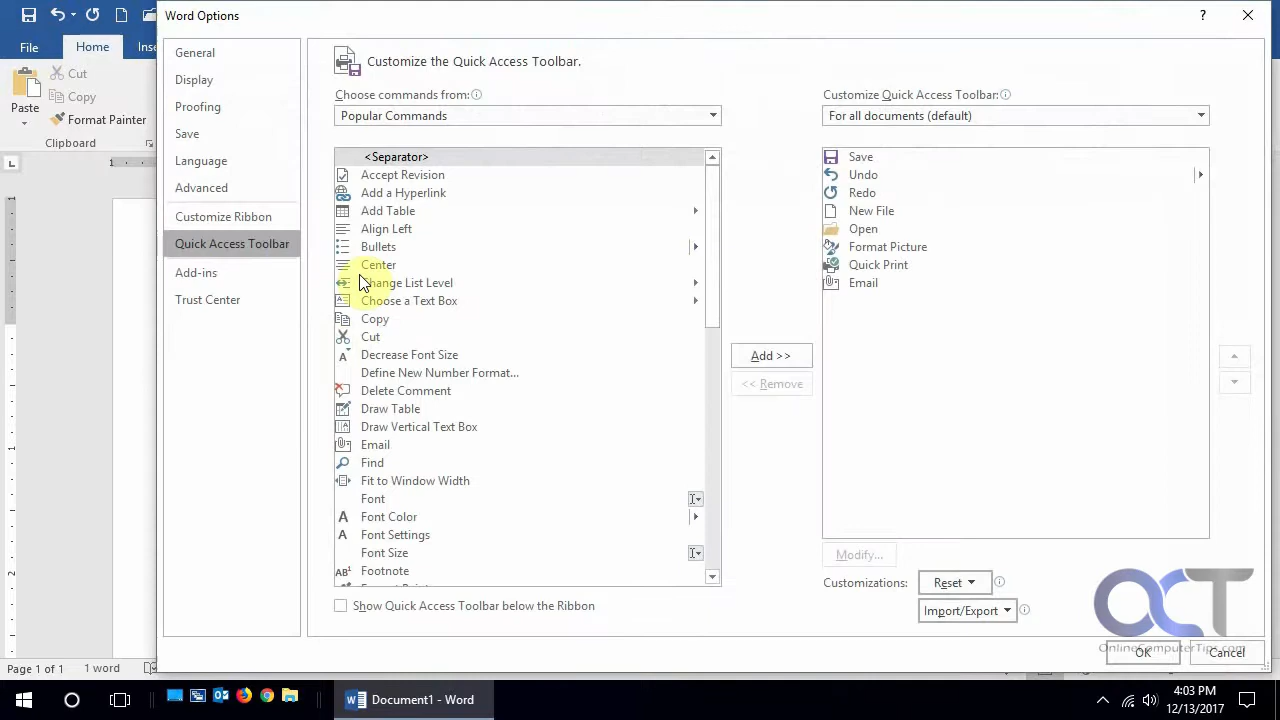 Word Options
?
File
Home
Inse
Cut
Copy
Format Painter
Paste
Clipboard
1
General
Display
Proofing
Save
Language
Advanced
Customize Ribbon
Quick Access Toolbar
Add-ins
Trust Center
Customize the Quick Access Toolbar.
Choose commands from:
Popular Commands
<Separator>
Accept Revision
Add a Hyperlink
Add Table
Align Left
Bullets
Center
Change List Level
Choose a Text Box
Copy
Cut
Decrease Font Size
Define New Number Format...
Delete Comment
Draw Table
Draw Vertical Text Box
Email
Find
Fit to Window Width
Font
Font Color
Font Settings
Font Size
Footnote
Show Quick Access Toolbar below the Ribbon
Add >>
<< Remove
Customize Quick Access Toolbar:
For all documents (default)
Save
Undo
Redo
New File
Open
Format Picture
Quick Print
Email
Modify...
Customizations:
Reset
Import/Export
OCT
OnlineComputerTips.com
OK
Cancel
1
2
Page 1 of 1
1 word
Document1 - Word
4:03 PM
12/13/2017